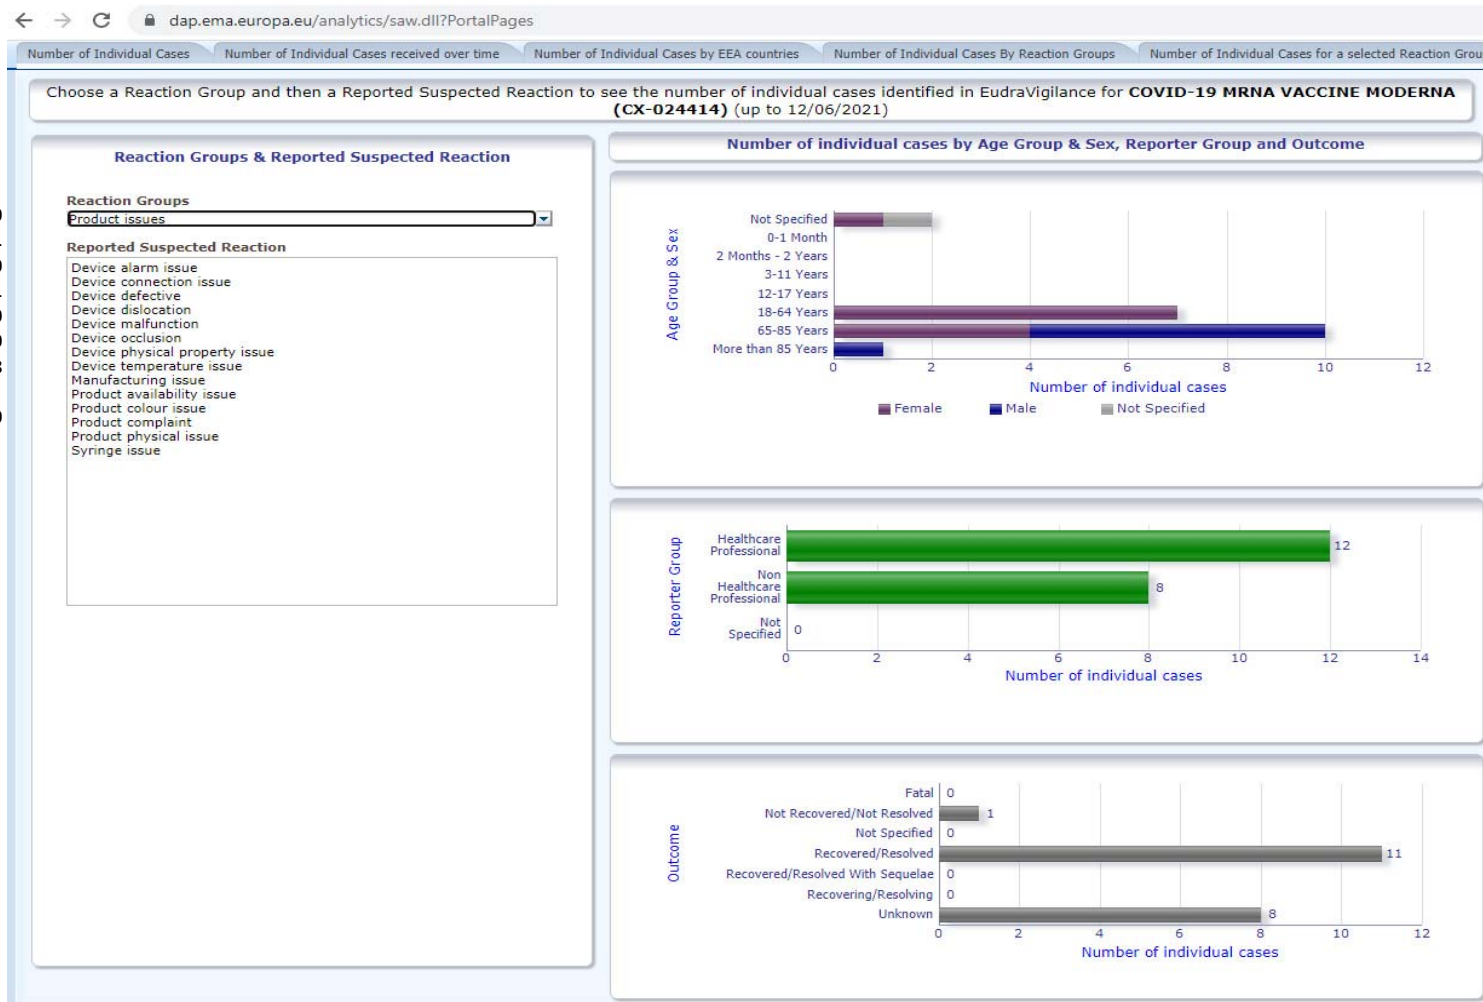 dap.ema.europa.eu/analytics/saw.dll?PortalPages
Number of Individual Cases
Number of Individual Cases received over time
Number of Individual Cases by EEA countries
Number of Individual Cases By Reaction Groups
Number of Individual Cases for a selected Reaction Grou
Choose a Reaction Group and then a Reported Suspected Reaction to see the number of individual cases identified in EudraVigilance for COVID-19 MRNA VACCINE MODERNA
(CX-024414) (up to 12/06/2021)
Reaction Groups & Reported Suspected Reaction
Reaction Groups
Product issues
Reported Suspected Reaction
Device alarm issue
Device connection issue
Device defective
Device dislocation
Device malfunction
Device occlusion
Device physical property issue
Device temperature issue
Manufacturing issue
Product availability issue
Product colour issue
Product complaint
Product physical issue
Syringe issue
Number of individual cases by Age Group & Sex, Reporter Group and Outcome
Age Group & Sex
Not Specified
0-1 Month
2 Months - 2 Years
3-11 Years
12-17 Years
18-64 Years
65-85 Years
More than 85 Years
0 2 4 6 8 10 12
Number of individual cases
Female Male Not Specified
Reporter Group
Healthcare
Professional
12
Non
Healthcare
Professional
8
Not
Specified
0
0 2 4 6 8 10 12 14
Number of individual cases
Outcome
Fatal 0
Not Recovered/Not Resolved 1
Not Specified 0
Recovered/Resolved 11
Recovered/Resolved With Sequelae 0
Recovering/Resolving 0
Unknown 8
0 2 4 6 8 10 12
Number of individual cases